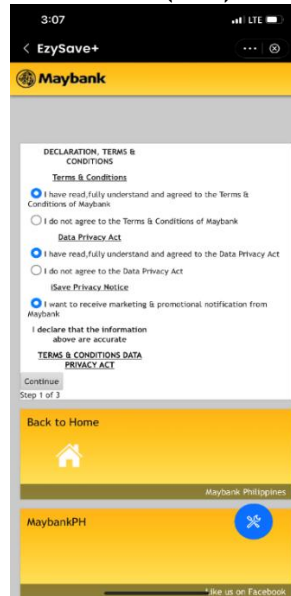 3:07
LTE
EzySave+
Maybank
DECLARATION, TERMS &
CONDITIONS
Terms & Conditions
I have read,fully understand and agreed to the Terms &
Conditions of Maybank
I do not agree to the Terms & Conditions of Maybank
Data Privacy Act
I have read,fully understand and agreed to the Data Privacy Act
I do not agree to the Data Privacy Act
iSave Privacy Notice
I want to receive marketing & promotional notification from
Maybank
I declare that the information
above are accurate
TERMS & CONDITIONS DATA
PRIVACY ACT
Continue
Step 1 of 3
Back to Home
Maybank Philippines
MaybankPH
Like us on Facebook